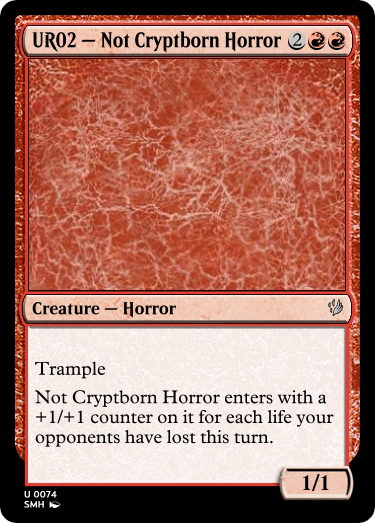 UR02 — Not Cryptborn Horror 2
Creature — Horror
Trample
Not Cryptborn Horror enters with a
+1/+1 counter on it for each life your
opponents have lost this turn.
1/1
U 0074
SMH